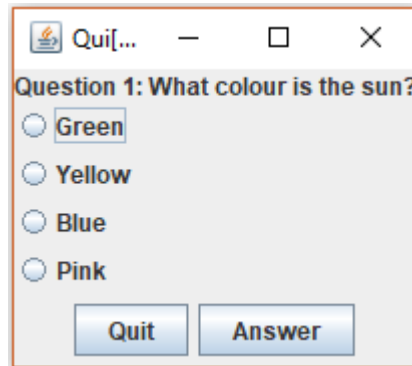 Qui[...
Question 1: What colour is the sun?
Green
Yellow
Blue
Pink
Quit Answer